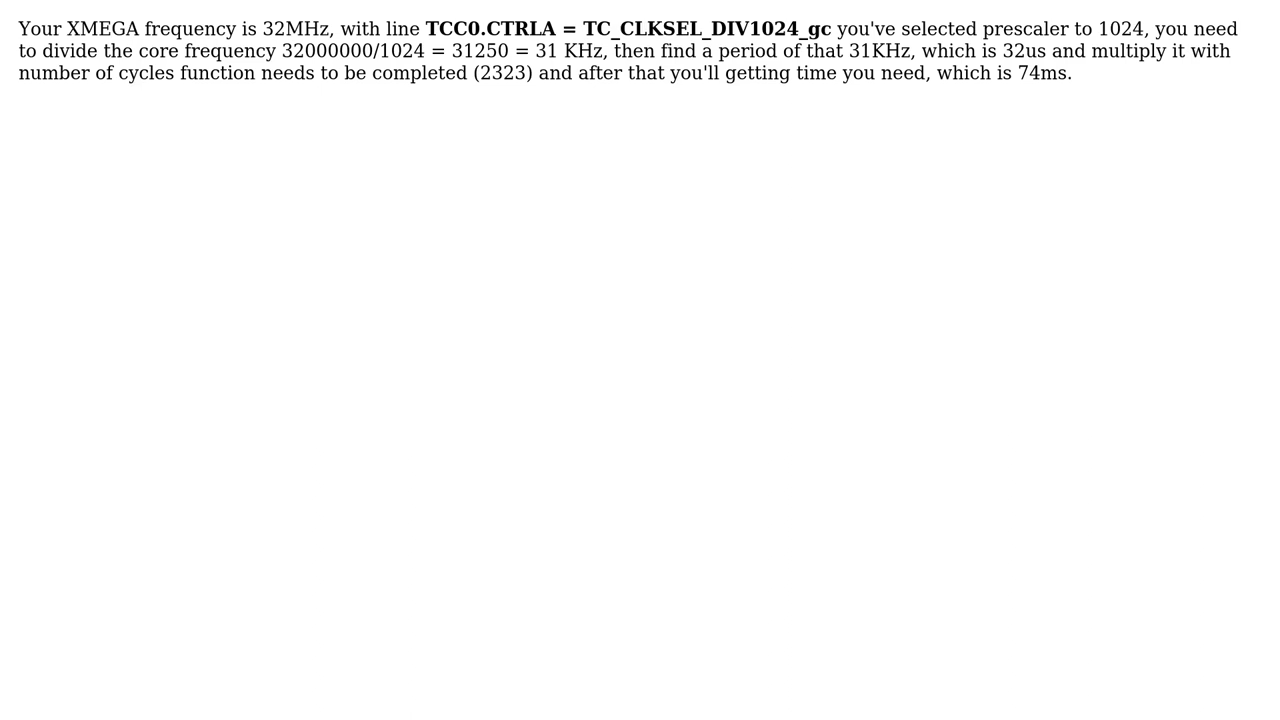 Your XMEGA frequency is 32MHz, with line TCC0.CTRLA = TC_CLKSEL_DIV1024_gc you've selected prescaler to 1024, you need
to divide the core frequency 32000000/1024 = 31250 = 31 KHz, then find a period of that 31KHz, which is 32us and multiply it with
number of cycles function needs to be completed (2323) and after that you'll getting time you need, which is 74ms.